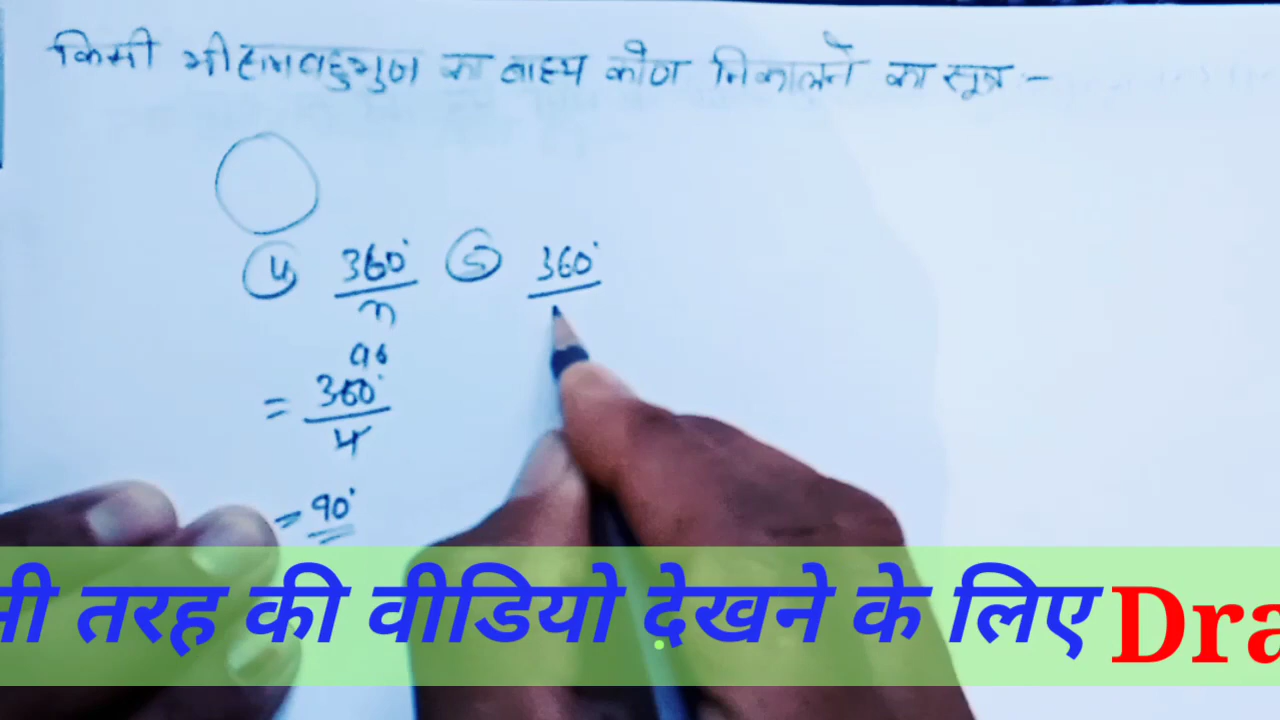 किसी भी समबहुभुज का बाह्य कोण निकालने का सूत्र :-
④ 360° ⑤ 360°
n
90
= 360°
4
= 90°
ी तरह की वीडियो देखने के लिए Dra